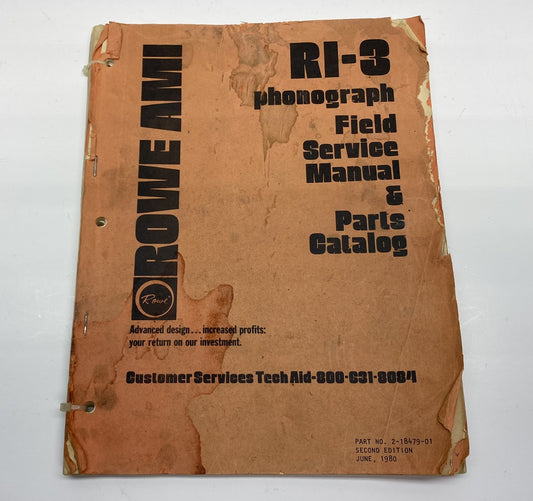 ROWE AMI
RI-3
phonograph
Field
Service
Manual
&
Parts
Catalog
Rowe
Advanced design...increased profits:
your return on our investment.
Customer Services Tech Aid-800-631-8084
PART NO. 2-18479-01
SECOND EDITION
JUNE, 1980